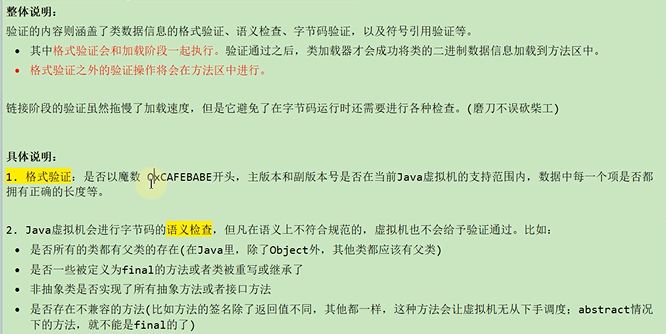 整体说明:
验证的内容则涵盖了类数据信息的格式验证、语义检查、字节码验证，以及符号引用验证等。
• 其中格式验证会和加载阶段一起执行。验证通过之后，类加载器才会成功将类的二进制数据信息加载到方法区中。
• 格式验证之外的验证操作将会在方法区中进行。
链接阶段的验证虽然拖慢了加载速度，但是它避免了在字节码运行时还需要进行各种检查。(磨刀不误砍柴工)
具体说明:
1. 格式验证：是否以魔数 0xCAFEBABE开头，主版本和副版本号是否在当前Java虚拟机的支持范围内，数据中每一个项是否都
拥有正确的长度等。
2. Java虚拟机会进行字节码的语义检查，但凡在语义上不符合规范的，虚拟机也不会给予验证通过。比如：
• 是否所有的类都有父类的存在(在Java里，除了Object外，其他类都应该有父类)
• 是否一些被定义为final的方法或者类被重写或继承了
• 非抽象类是否实现了所有抽象方法或者接口方法
• 是否存在不兼容的方法(比如方法的签名除了返回值不同，其他都一样，这种方法会让虚拟机无从下手调度；abstract情况
下的方法，就不能是final的了)